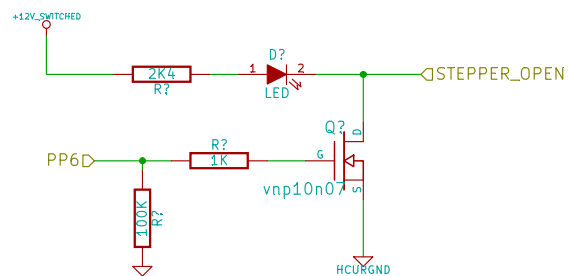 +12V_SWITCHED
D?
1
2
2K4
R?
LED
STEPPER_OPEN
Q?
D
R?
G
PP6
1K
vnp10n07
S
100K
R?
HCURGND